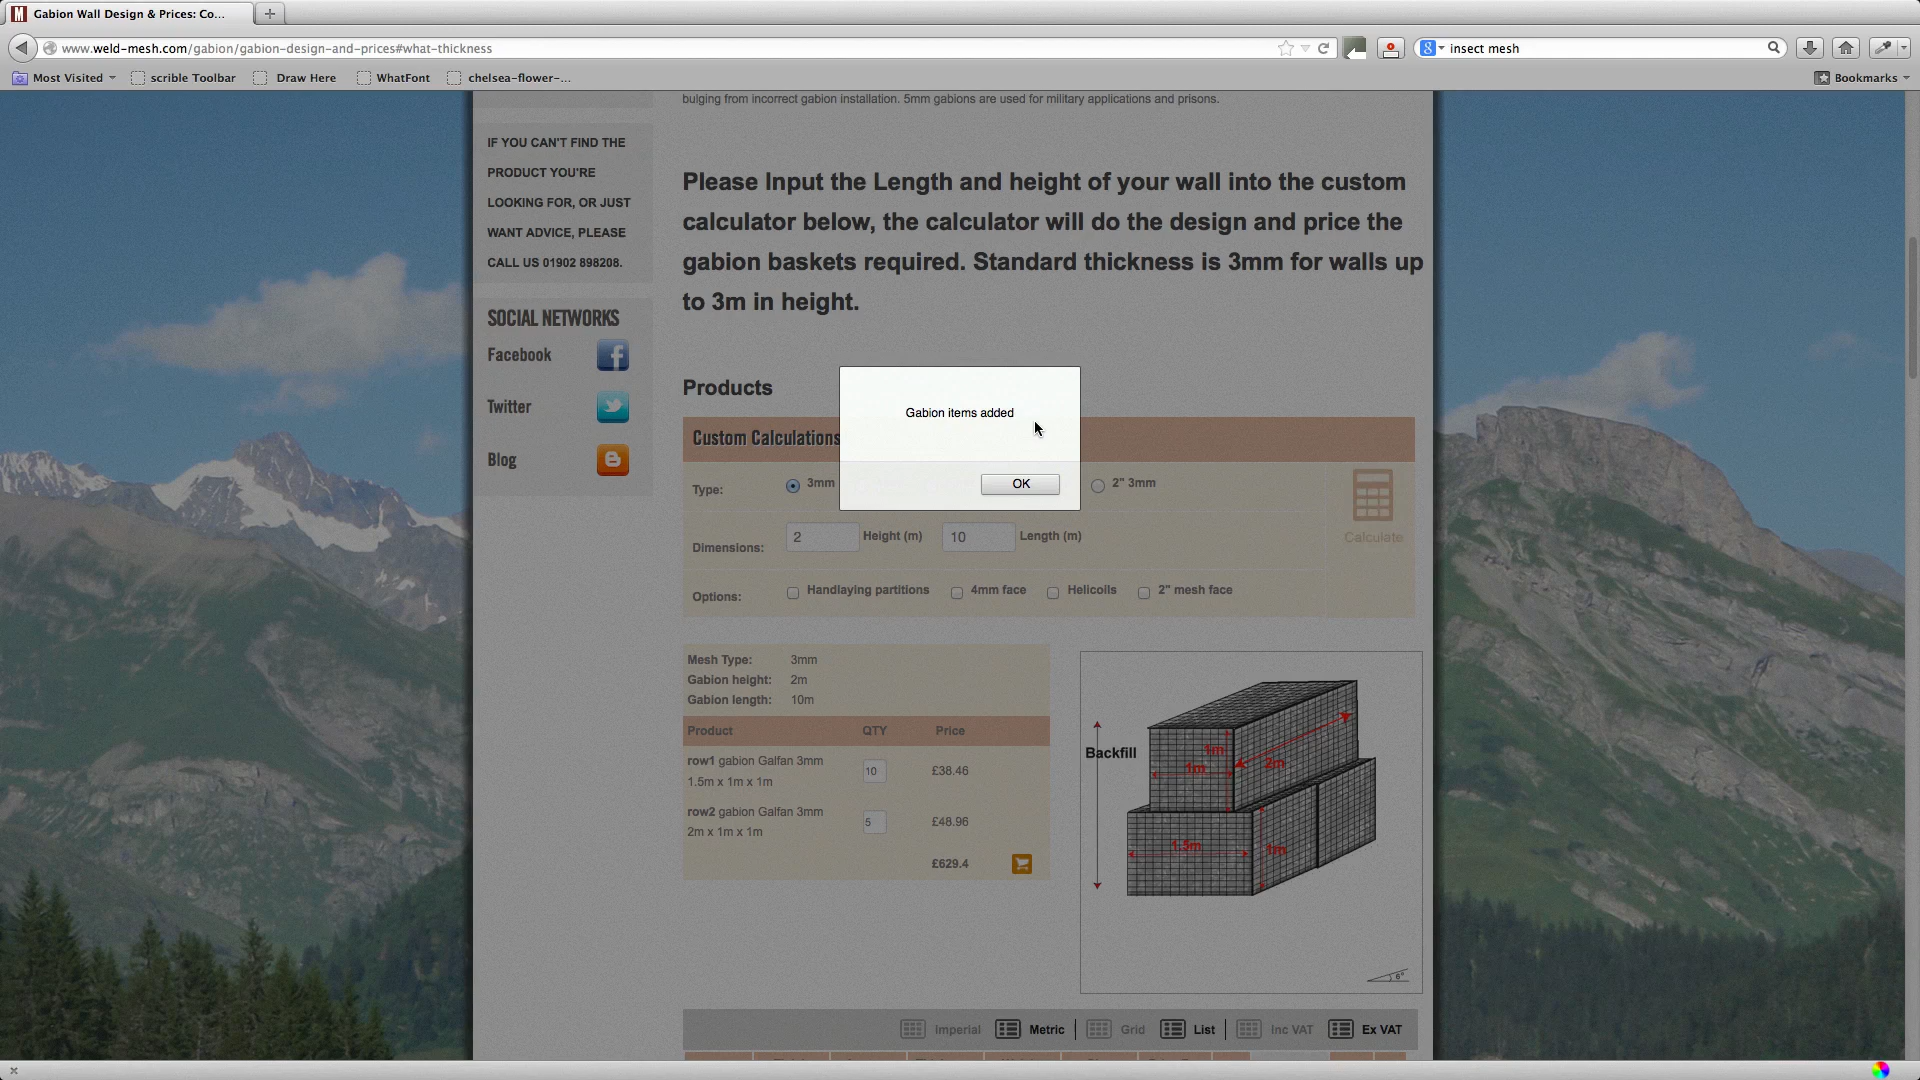 Gabion Wall Design & Prices: Co...
www.weld-mesh.com/gabion/gabion-design-and-prices#what-thickness
insect mesh
Most Visited
scrible Toolbar
Draw Here
WhatFont
chelsea-flower-...
Bookmarks
bulging from incorrect gabion installation. 5mm gabions are used for military applications and prisons.
IF YOU CAN'T FIND THE
PRODUCT YOU'RE
LOOKING FOR, OR JUST
WANT ADVICE, PLEASE
CALL US 01902 898208.
SOCIAL NETWORKS
Facebook
Twitter
Blog
Please Input the Length and height of your wall into the custom
calculator below, the calculator will do the design and price the
gabion baskets required. Standard thickness is 3mm for walls up
to 3m in height.
Products
Custom Calculations
Gabion items added
OK
Type:
3mm
2" 3mm
Dimensions:
2
Height (m)
10
Length (m)
Calculate
Options:
Handlaying partitions
4mm face
Helicoils
2" mesh face
Mesh Type: 3mm
Gabion height: 2m
Gabion length: 10m
Product QTY Price
row1 gabion Galfan 3mm
1.5m x 1m x 1m
10
£38.46
row2 gabion Galfan 3mm
2m x 1m x 1m
5
£48.96
£629.4
Backfill
1m
1m
2m
1.5m
1m
6°
Imperial
Metric
Grid
List
Inc VAT
Ex VAT